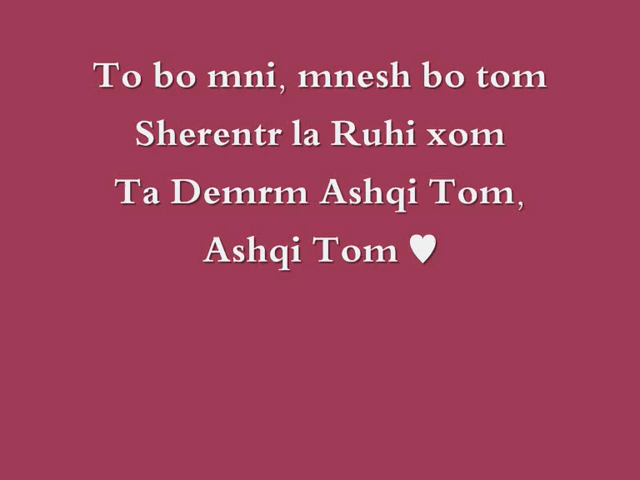 To bo mni, mnesh bo tom
Sherentr la Ruhi xom
Ta Demrm Ashqi Tom,
Ashqi Tom ♥